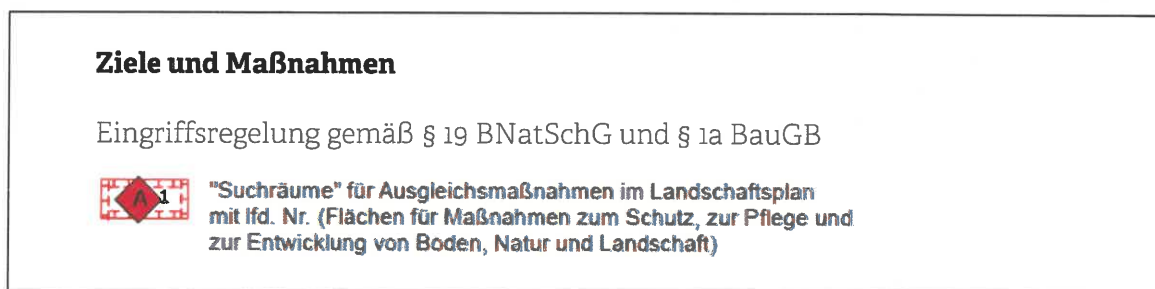 Ziele und Maßnahmen
Eingriffsregelung gemäß § 19 BNatSchG und § 1a BauGB
A 1
"Suchräume" für Ausgleichsmaßnahmen im Landschaftsplan
mit lfd. Nr. (Flächen für Maßnahmen zum Schutz, zur Pflege und
zur Entwicklung von Boden, Natur und Landschaft)